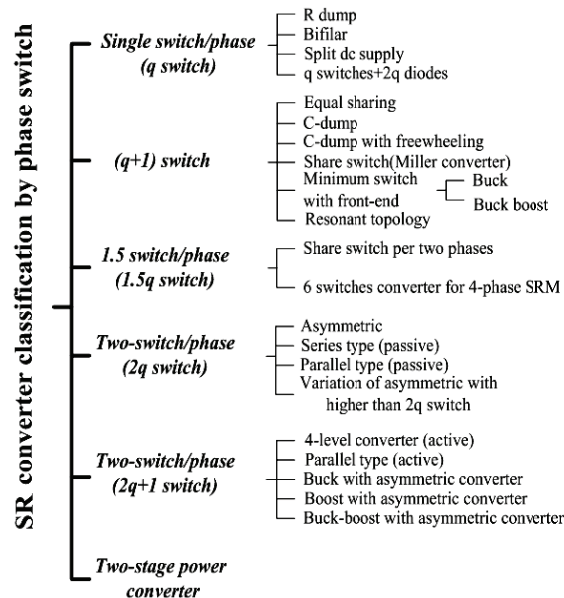 SR converter classification by phase switch
Single switch/phase
(q switch)
R dump
Bifilar
Split dc supply
q switches+2q diodes
(q+1) switch
Equal sharing
C-dump
C-dump with freewheeling
Share switch(Miller converter)
Minimum switch
with front-end
Buck
Buck boost
Resonant topology
1.5 switch/phase
(1.5q switch)
Share switch per two phases
6 switches converter for 4-phase SRM
Two-switch/phase
(2q switch)
Asymmetric
Series type (passive)
Parallel type (passive)
Variation of asymmetric with
higher than 2q switch
Two-switch/phase
(2q+1 switch)
4-level converter (active)
Parallel type (active)
Buck with asymmetric converter
Boost with asymmetric converter
Buck-boost with asymmetric converter
Two-stage power
converter